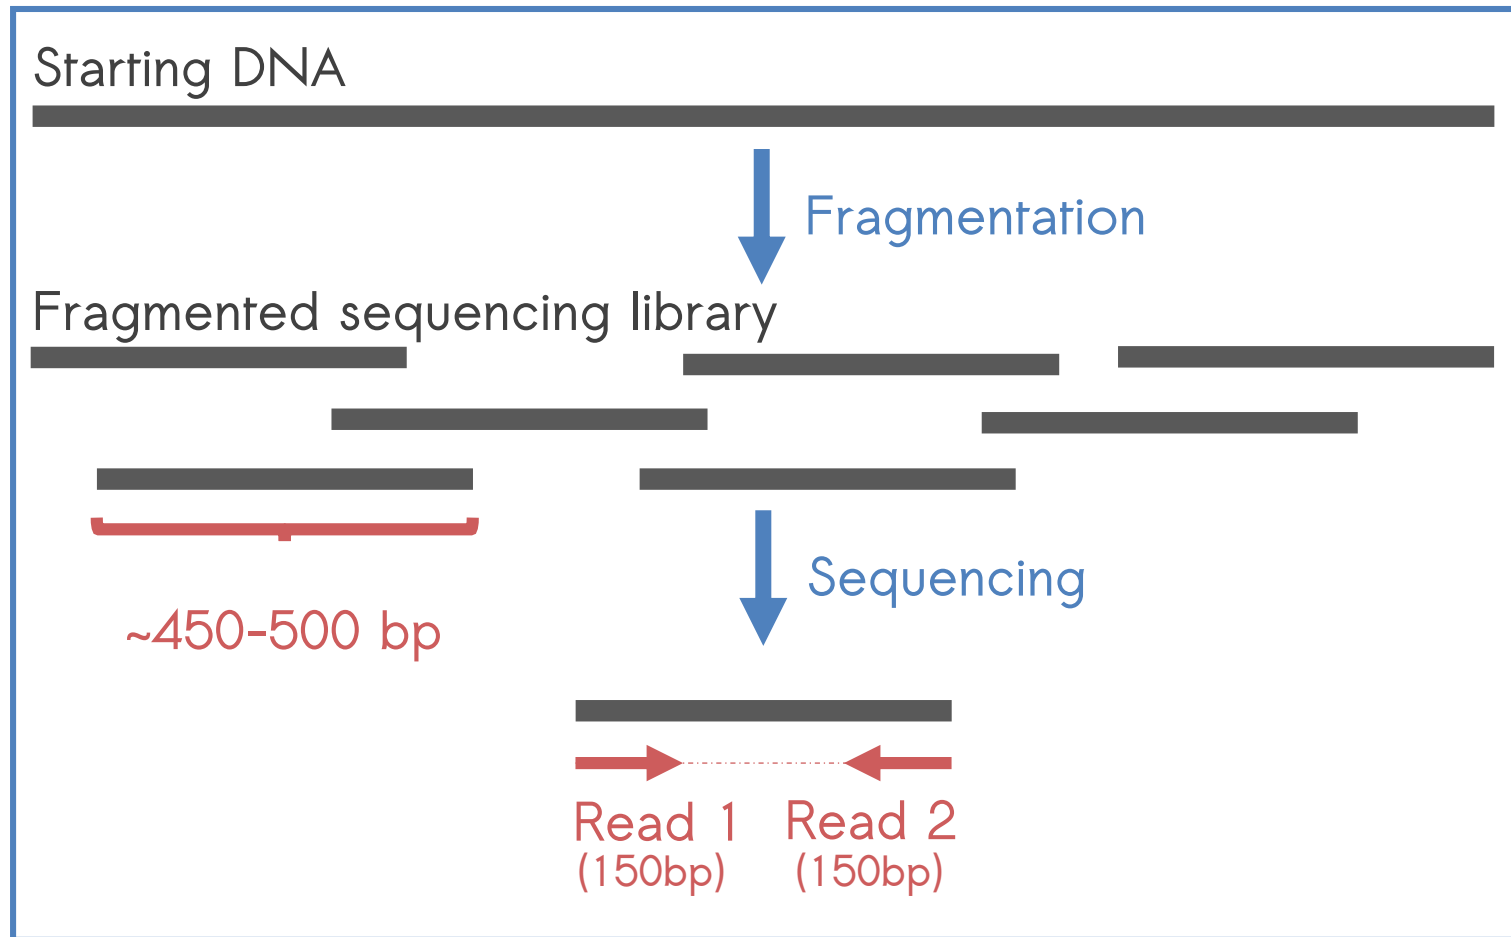 Starting DNA
Fragmentation
Fragmented sequencing library
Sequencing
~450-500 bp
Read 1
(150bp)
Read 2
(150bp)